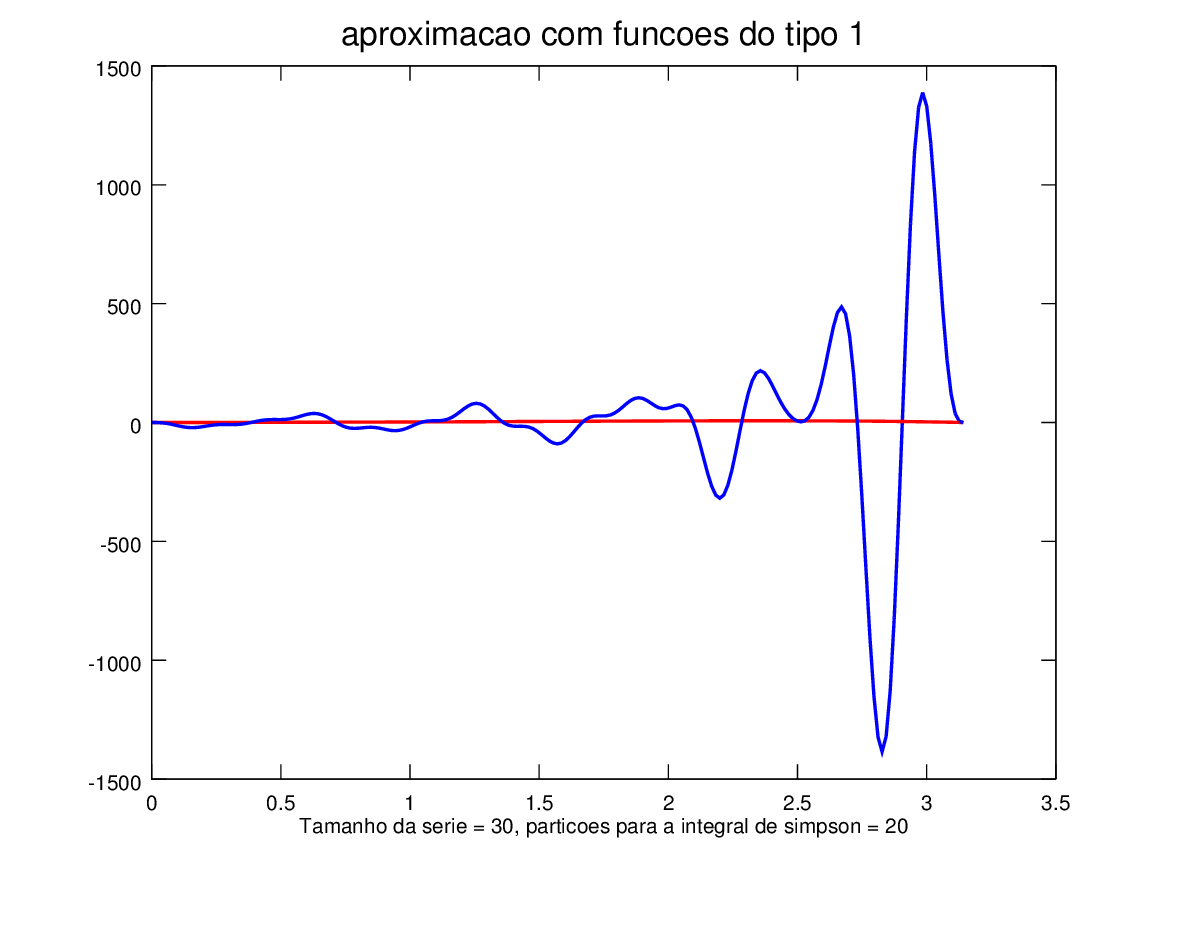 aproximacao com funcoes do tipo 1
1500
1000
500
0
-500
-1000
-1500
0 0.5 1 1.5 2 2.5 3 3.5
Tamanho da serie = 30, particoes para a integral de simpson = 20